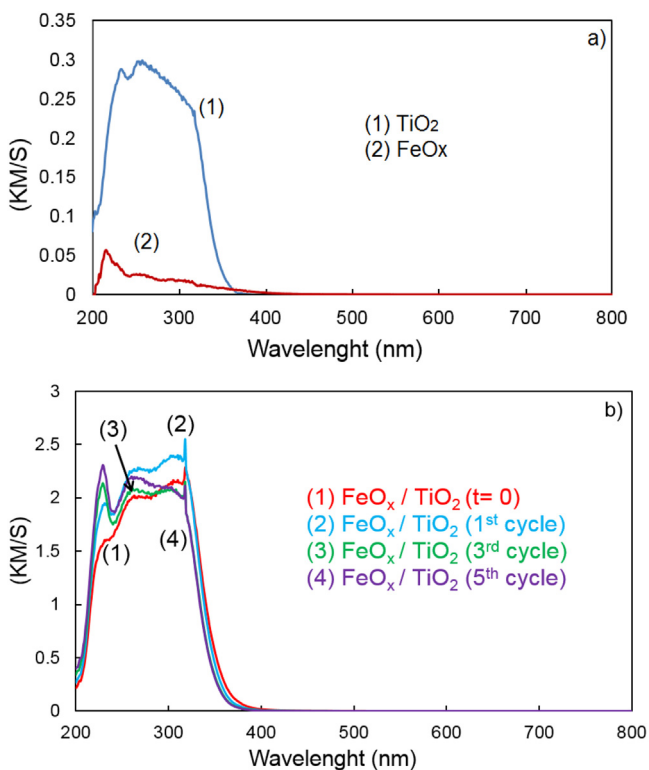 a)
0.35
0.3
0.25
0.2
0.15
0.1
0.05
0
(KM/S)
(1)
(2)
(1) TiO2
(2) FeOx
200 300 400 500 600 700 800
Wavelenght (nm)
b)
3
2.5
2
1.5
1
0.5
0
(KM/S)
(3)
(2)
(1)
(4)
(1) FeOₓ / TiO₂ (t= 0)
(2) FeOₓ / TiO₂ (1ˢᵗ cycle)
(3) FeOₓ / TiO₂ (3ʳᵈ cycle)
(4) FeOₓ / TiO₂ (5ᵗʰ cycle)
200 300 400 500 600 700 800
Wavelenght (nm)